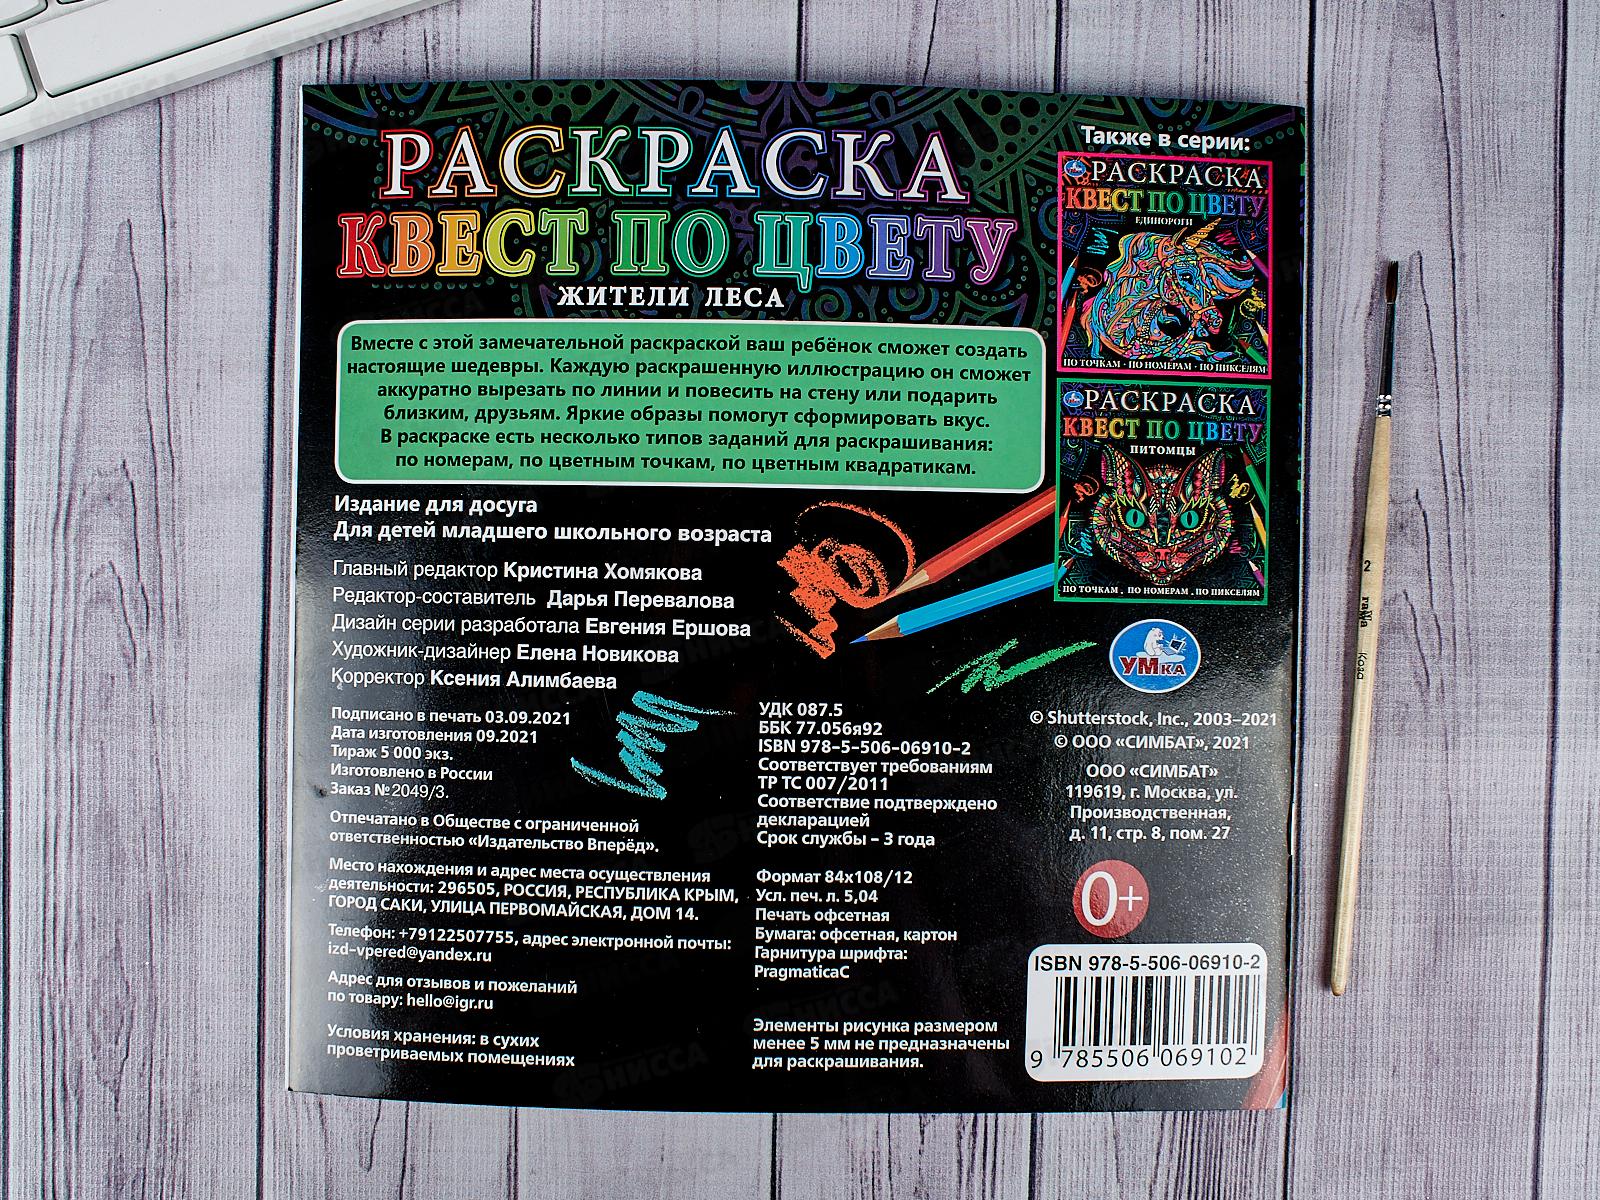 РАСКРАСКА
КВЕСТ ПО ЦВЕТУ
ЖИТЕЛИ ЛЕСА
Вместе с этой замечательной раскраской ваш ребёнок сможет создать
настоящие шедевры. Каждую раскрашенную иллюстрацию он сможет
аккуратно вырезать по линии и повесить на стену или подарить
близким, друзьям. Яркие образы помогут сформировать вкус.
В раскраске есть несколько типов заданий для раскрашивания:
по номерам, по цветным точкам, по цветным квадратикам.
Издание для досуга
Для детей младшего школьного возраста
Главный редактор Кристина Хомякова
Редактор-составитель Дарья Перевалова
Дизайн серии разработала Евгения Ершова
Художник-дизайнер Елена Новикова
Корректор Ксения Алимбаева
Подписано в печать 03.09.2021
Дата изготовления 09.2021
Тираж 5 000 экз.
Изготовлено в России
Заказ №2049/3.
Отпечатано в Обществе с ограниченной
ответственностью «Издательство Вперёд».
Место нахождения и адрес места осуществления
деятельности: 296505, РОССИЯ, РЕСПУБЛИКА КРЫМ,
ГОРОД САКИ, УЛИЦА ПЕРВОМАЙСКАЯ, ДОМ 14.
Телефон: +79122507755, адрес электронной почты:
izd-vpered@yandex.ru
Адрес для отзывов и пожеланий
по товару: hello@igr.ru
Условия хранения: в сухих
проветриваемых помещениях
УДК 087.5
ББК 77.056я92
ISBN 978-5-506-06910-2
Соответствует требованиям
ТР ТС 007/2011
Соответствие подтверждено
декларацией
Срок службы – 3 года
Формат 84x108/12
Усл. печ. л. 5,04
Печать офсетная
Бумага: офсетная, картон
Гарнитура шрифта:
PragmaticaC
Элементы рисунка размером
менее 5 мм не предназначены
для раскрашивания.
Также в серии:
РАСКРАСКА
КВЕСТ ПО ЦВЕТУ
ЕДИНОРОГИ
ПО ТОЧКАМ · ПО НОМЕРАМ · ПО ПИКСЕЛЯМ
РАСКРАСКА
КВЕСТ ПО ЦВЕТУ
ПИТОМЦЫ
ПО ТОЧКАМ . ПО НОМЕРАМ . ПО ПИКСЕЛЯМ
УМКА
© Shutterstock, Inc., 2003–2021
© ООО «СИМБАТ», 2021
ООО «СИМБАТ»
119619, г. Москва, ул.
Производственная,
д. 11, стр. 8, пом. 27
0+
ISBN 978-5-506-06910-2
9 785506 069102
2
Коза
НИССА